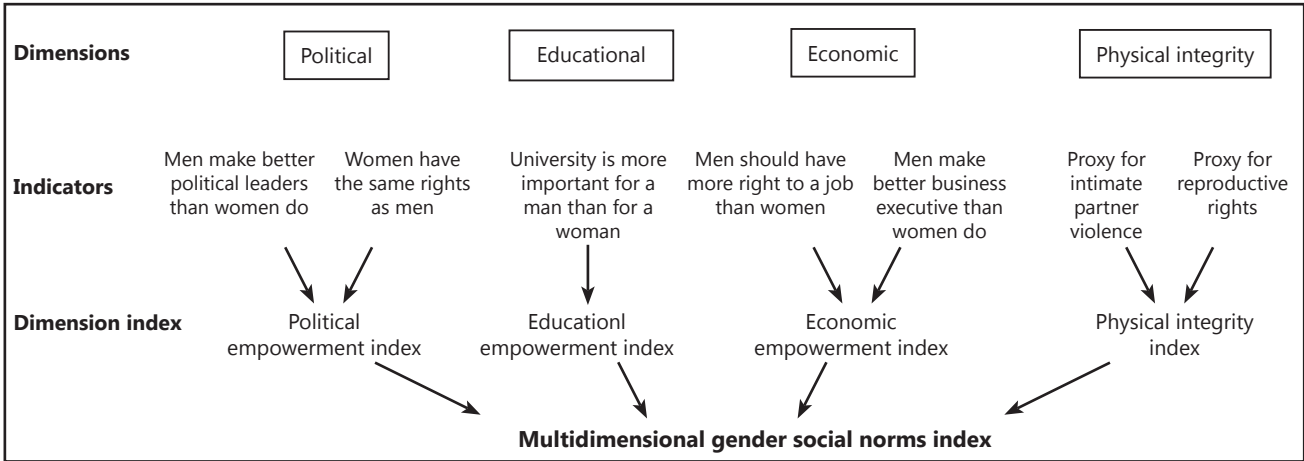 Dimensions
Political
Educational
Economic
Physical integrity
Indicators
Men make better
political leaders
than women do
Women have
the same rights
as men
University is more
important for a
man than for a
woman
Men should have
more right to a job
than women
Men make
better business
executive than
women do
Proxy for
intimate
partner
violence
Proxy for
reproductive
rights
Dimension index
Political
empowerment index
Educationl
empowerment index
Economic
empowerment index
Physical integrity
index
Multidimensional gender social norms index